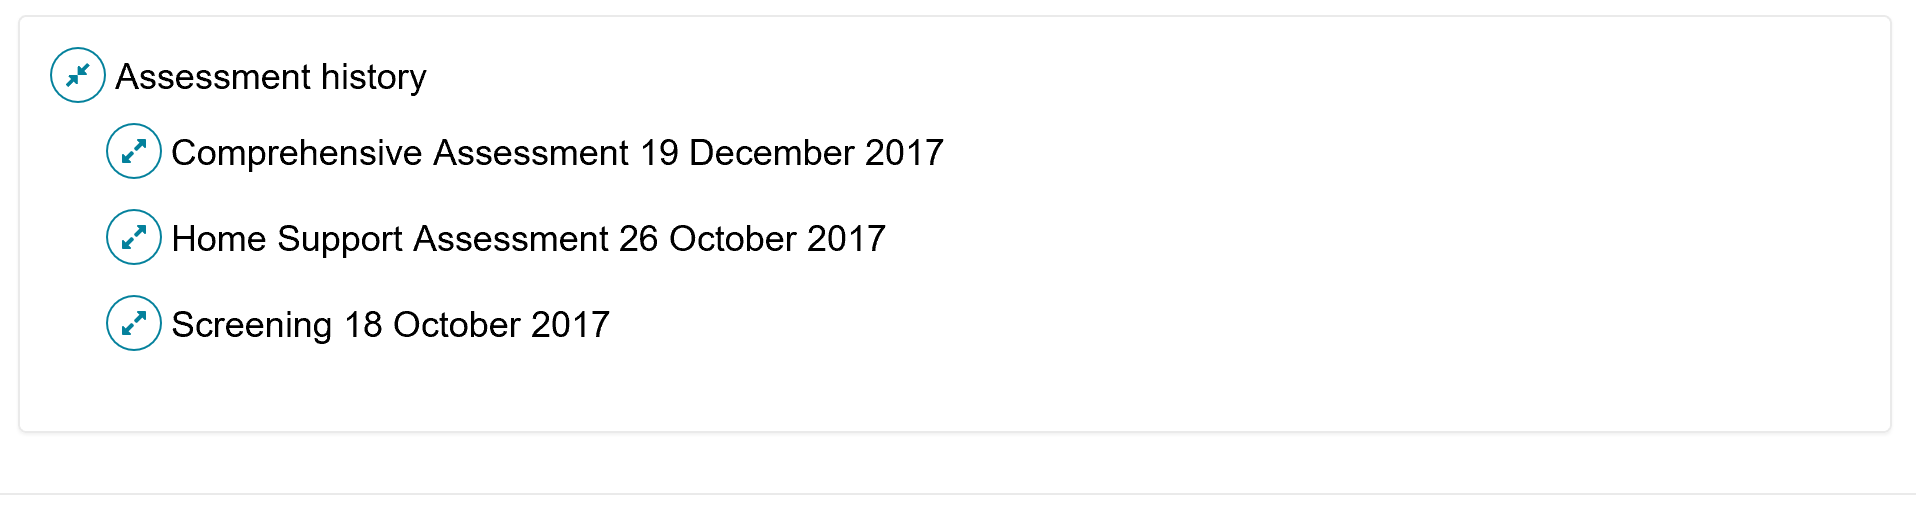 Assessment history
Comprehensive Assessment 19 December 2017
Home Support Assessment 26 October 2017
Screening 18 October 2017